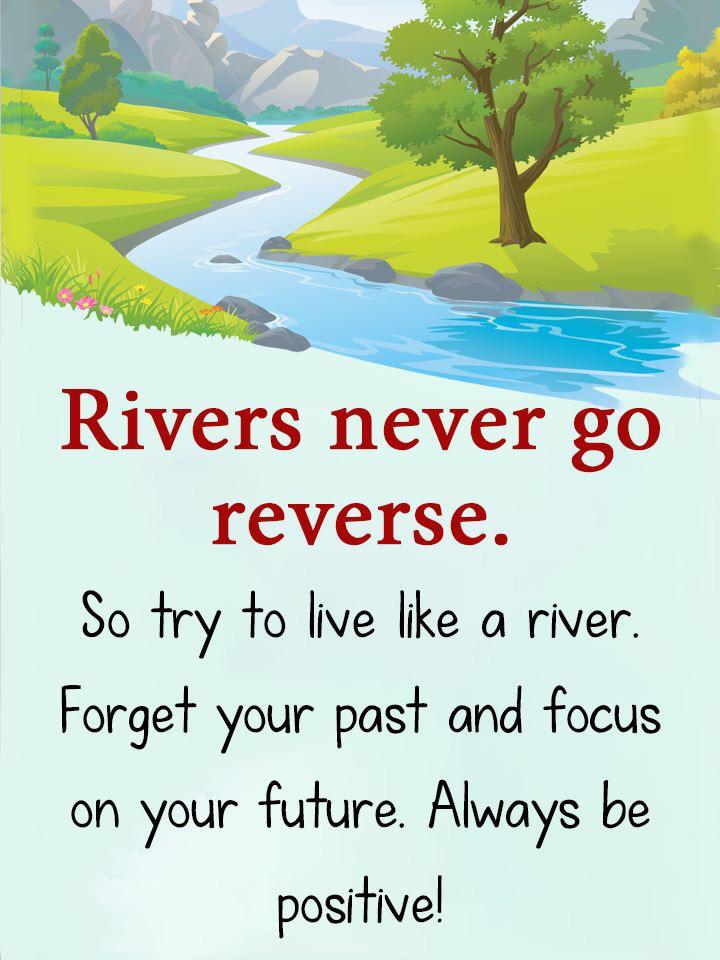 Rivers never go
reverse.
So try to live like a river.
Forget your past and focus
on your future. Always be
positive!